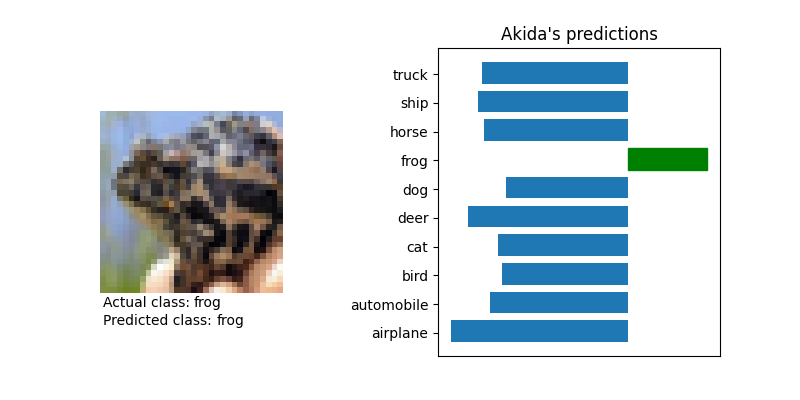 Akida's predictions
truck
ship
horse
frog
dog
deer
cat
bird
automobile
airplane
Actual class: frog
Predicted class: frog